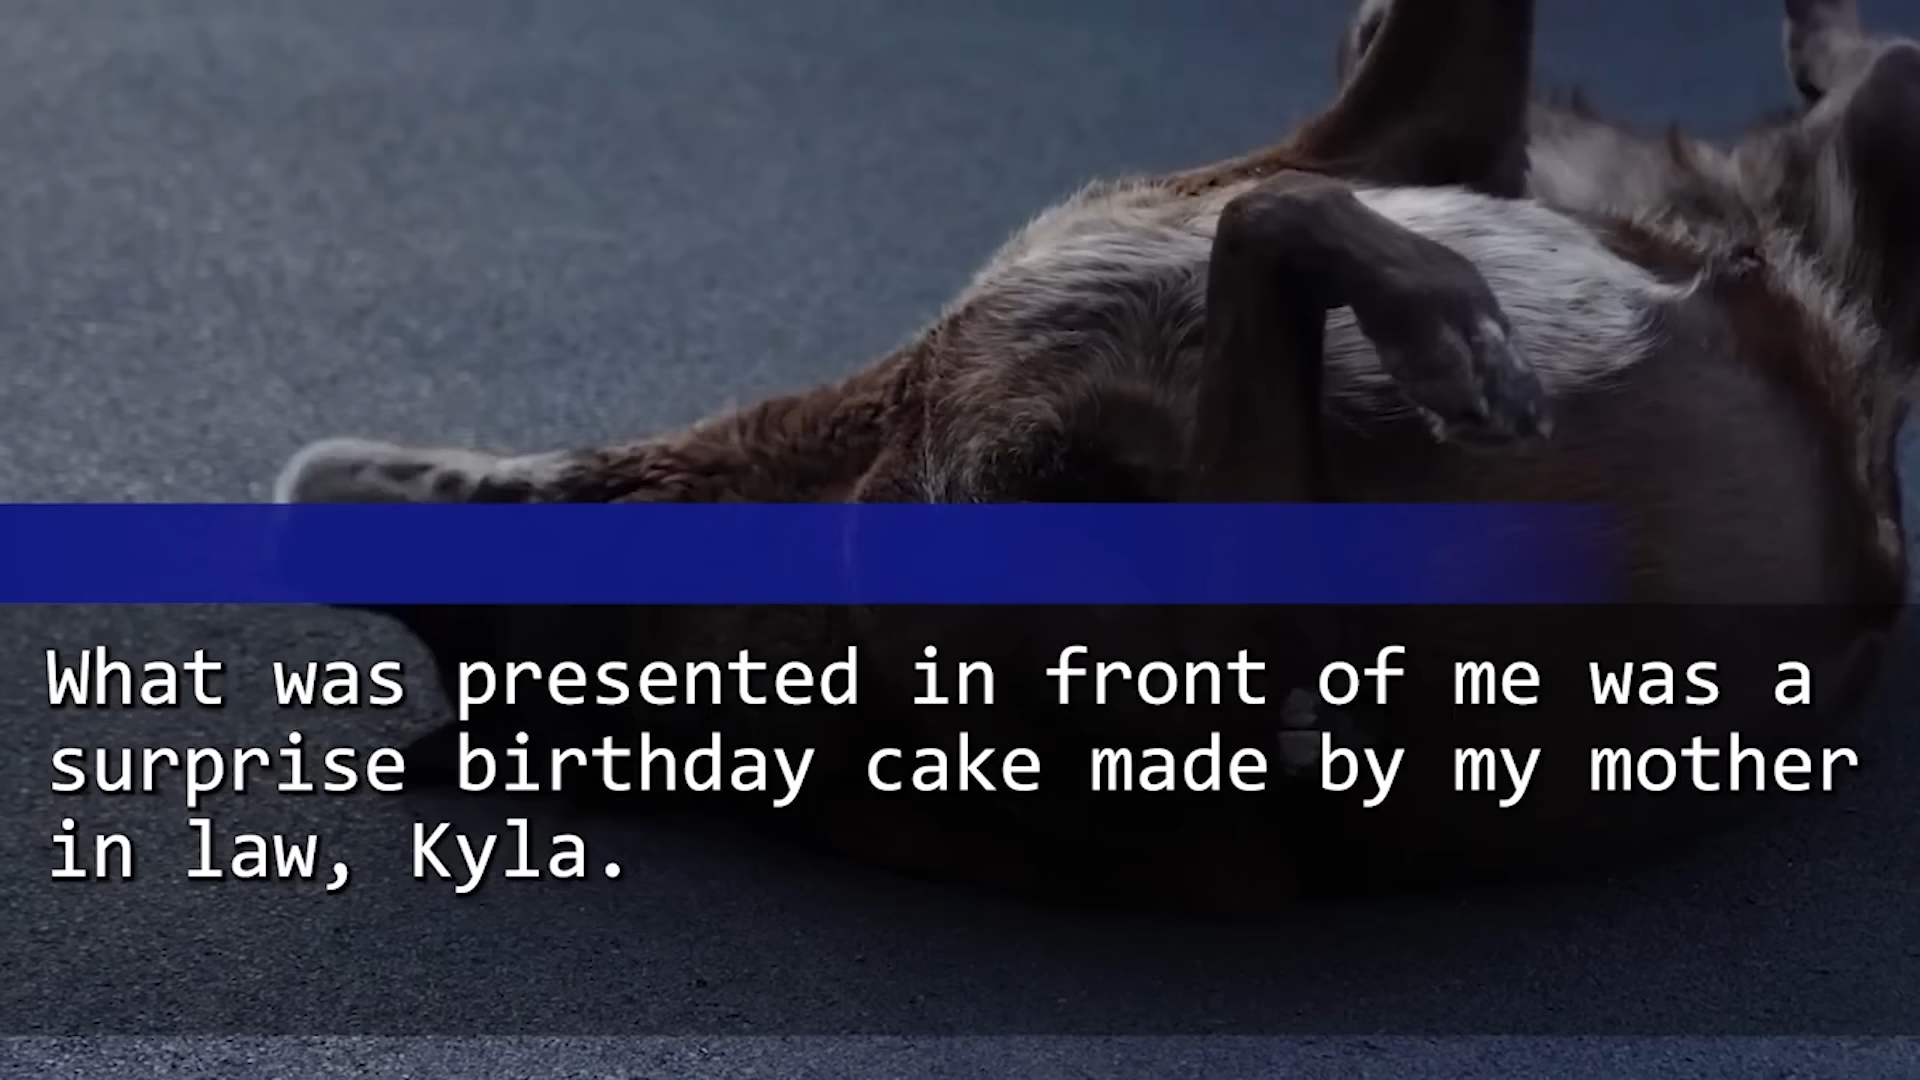 What was presented in front of me was a
surprise birthday cake made by my mother
in law, Kyla.